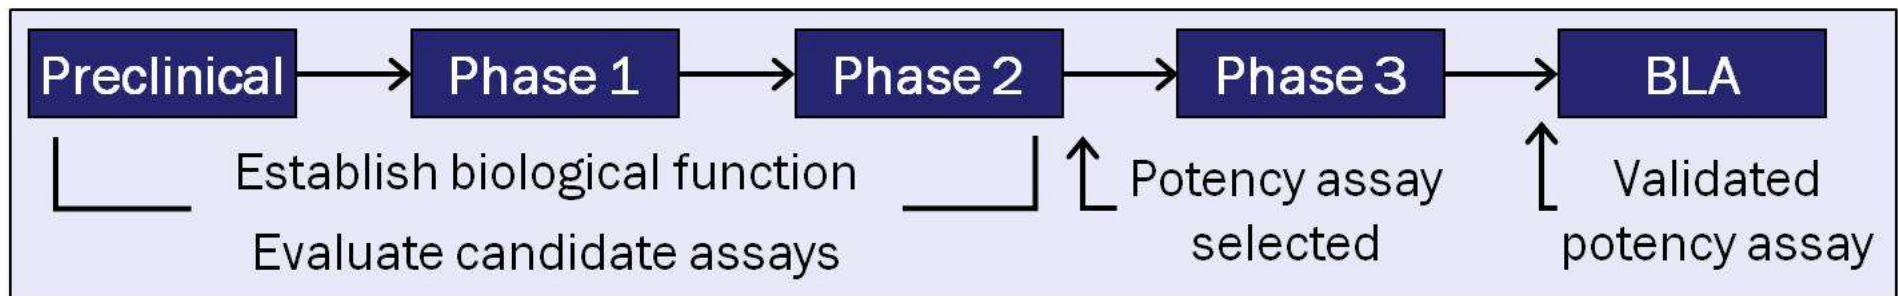 Preclinical
Phase 1
Phase 2
Phase 3
BLA
Establish biological function
Evaluate candidate assays
Potency assay
selected
Validated
potency assay